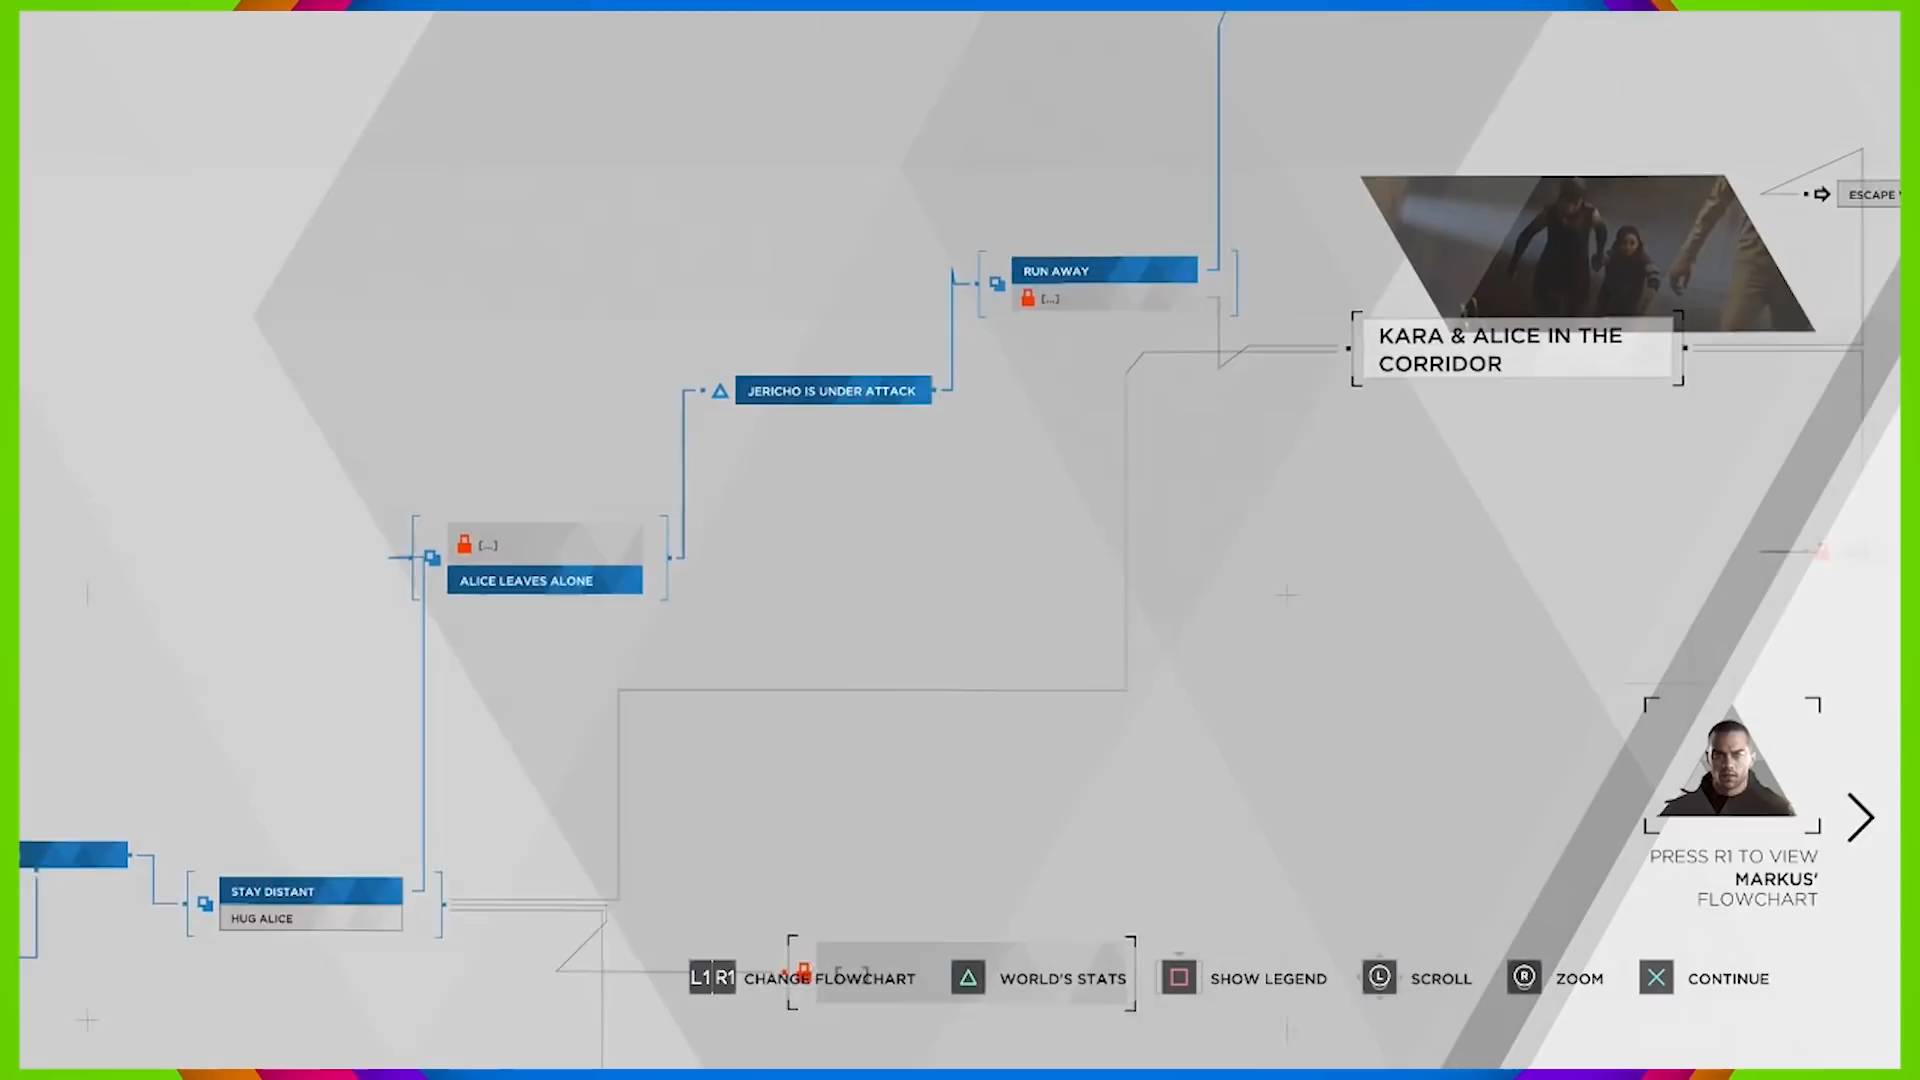 ESCAPE
RUN AWAY
[...]
KARA & ALICE IN THE
CORRIDOR
JERICHO IS UNDER ATTACK
[...]
ALICE LEAVES ALONE
STAY DISTANT
HUG ALICE
PRESS R1 TO VIEW
MARKUS'
FLOWCHART
L1 R1 CHANGE FLOWCHART
WORLD'S STATS
SHOW LEGEND
L SCROLL
R ZOOM
CONTINUE